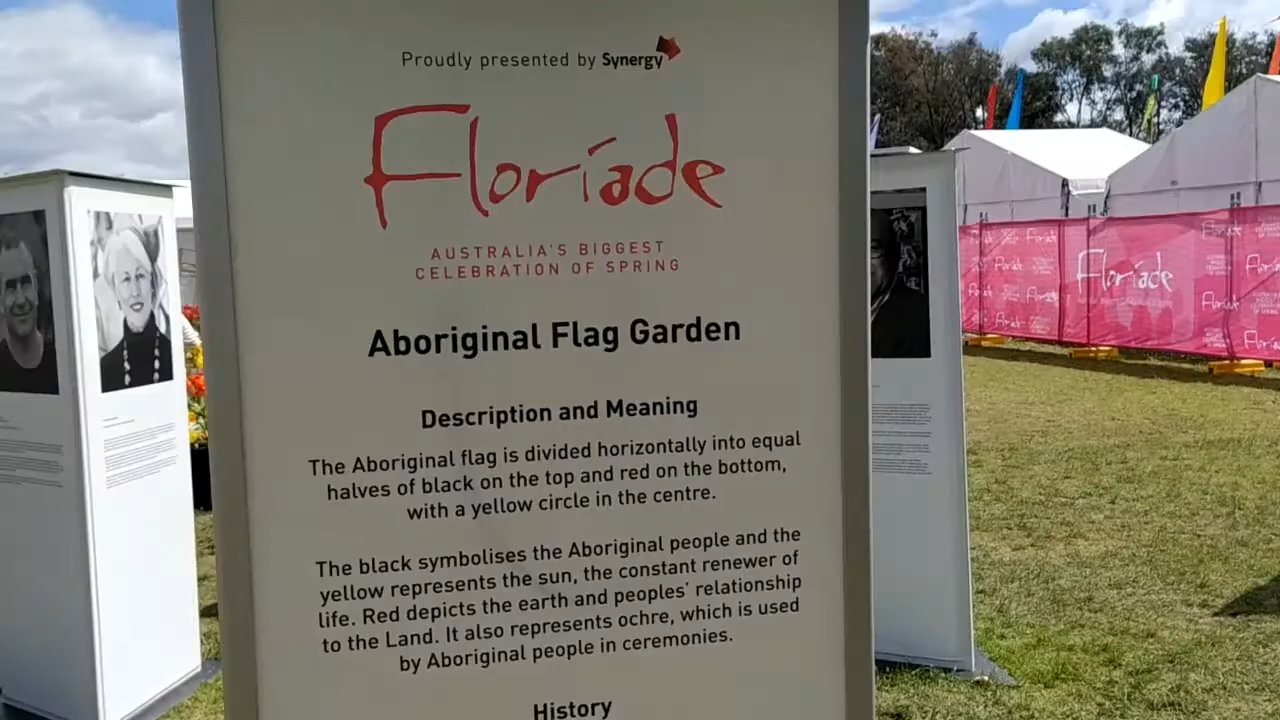 Proudly presented by Synergy
Floriade
AUSTRALIA'S BIGGEST
CELEBRATION OF SPRING
Aboriginal Flag Garden
Description and Meaning
The Aboriginal flag is divided horizontally into equal
halves of black on the top and red on the bottom,
with a yellow circle in the centre.
The black symbolises the Aboriginal people and the
yellow represents the sun, the constant renewer of
life. Red depicts the earth and peoples' relationship
to the Land. It also represents ochre, which is used
by Aboriginal people in ceremonies.
History
Floriade
Floriade
Floriade
Floriade
Floriade